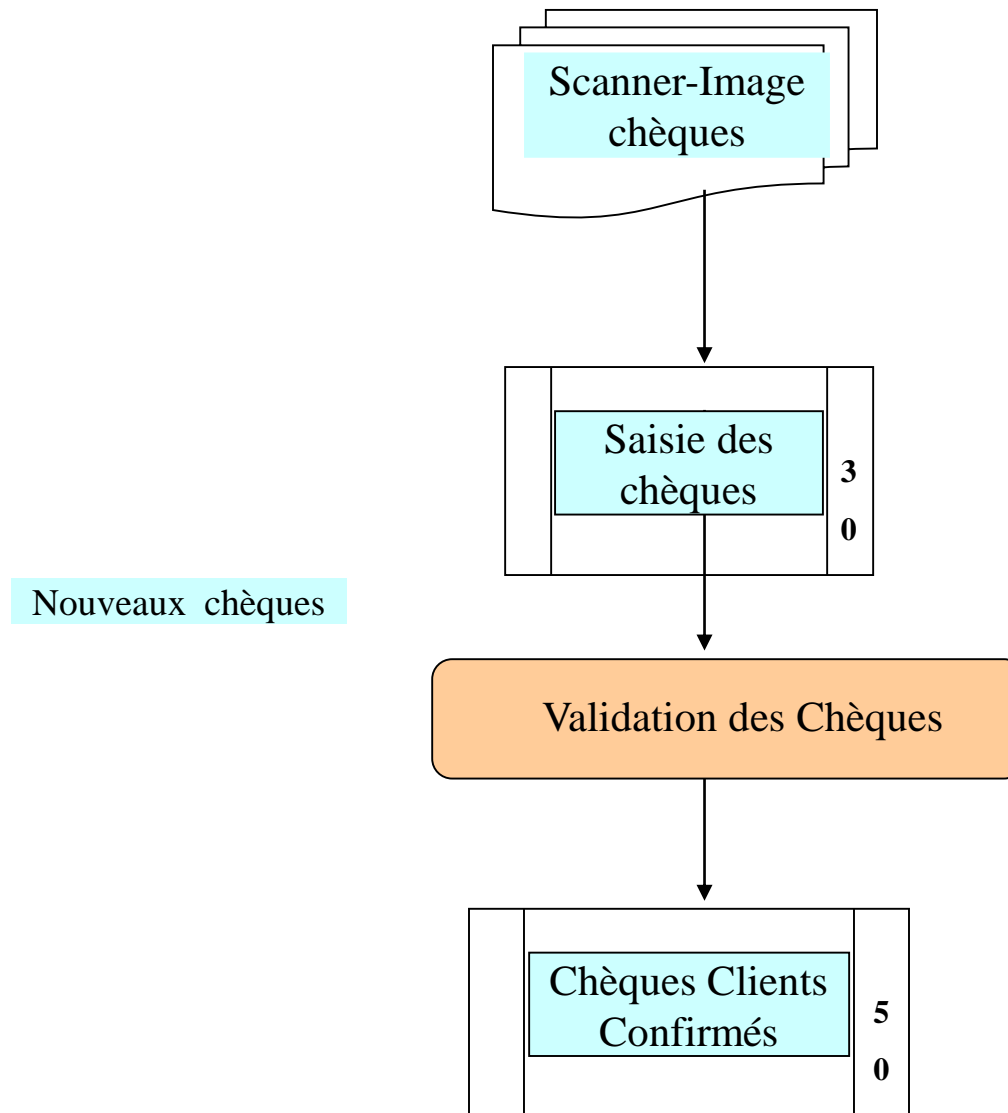 Scanner-Image
chèques
Saisie des
chèques
3
0
Nouveaux chèques
Validation des Chèques
Chèques Clients
Confirmés
5
0